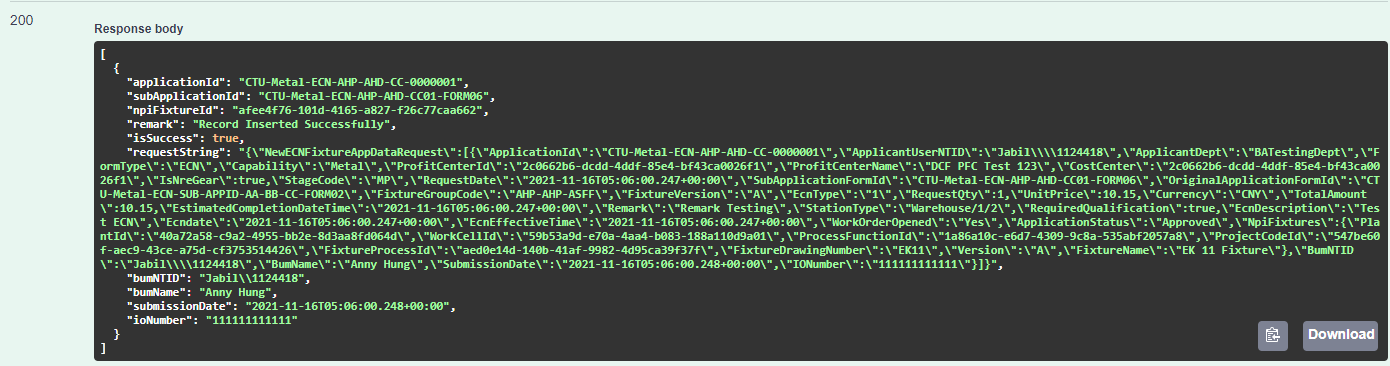 200
Response body
[
{
"applicationId": "CTU-Metal-ECN-AHP-AHD-CC-0000001",
"subApplicationId": "CTU-Metal-ECN-AHP-AHD-CC01-FORM06",
"npiFixtureId": "afee4f76-101d-4165-a827-f26c77caa662",
"remark": "Record Inserted Successfully",
"isSuccess": true,
"requestString": "{\"NewECNFixtureAppDataRequest\":[{\"ApplicationId\":\"CTU-Metal-ECN-AHP-AHD-CC-0000001\",\"ApplicantUserNTID\":\"Jabil\\\\1124418\",\"ApplicantDept\":\"BATestingDept\",\"F
ormType\":\"ECN\",\"Capability\":\"Metal\",\"ProfitCenterId\":\"2c0662b6-dcdd-4ddf-85e4-bf43ca0026f1\",\"ProfitCenterName\":\"DCF PFC Test 123\",\"CostCenter\":\"2c0662b6-dcdd-4ddf-85e4-bf43ca00
26f1\",\"IsNreGear\":true,\"StageCode\":\"MP\",\"RequestDate\":\"2021-11-16T05:06:00.247+00:00\",\"SubApplicationFormId\":\"CTU-Metal-ECN-AHP-AHD-CC01-FORM06\",\"OriginalApplicationFormId\":\"CT
U-Metal-ECN-SUB-APPID-AA-BB-CC-FORM02\",\"FixtureGroupCode\":\"AHP-AHP-ASFF\",\"FixtureVersion\":\"A\",\"EcnType\":\"1\",\"RequestQty\":1,\"UnitPrice\":10.15,\"Currency\":\"CNY\",\"TotalAmount
\":10.15,\"EstimatedCompletionDateTime\":\"2021-11-16T05:06:00.247+00:00\",\"Remark\":\"Remark Testing\",\"StationType\":\"Warehouse/1/2\",\"RequiredQualification\":true,\"EcnDescription\":\"Te
st ECN\",\"Ecndate\":\"2021-11-16T05:06:00.247+00:00\",\"EcnEffectiveTime\":\"2021-11-16T05:06:00.247+00:00\",\"WorkOrderOpened\":\"Yes\",\"ApplicationStatus\":\"Approved\",\"NpiFixtures\":{\"Pla
ntId\":\"40a72a58-c9a2-4955-bb2e-8d3aa8fd064d\",\"WorkCellId\":\"59b53a9d-e70a-4aa4-b083-188a110d9a01\",\"ProcessFunctionId\":\"1a86a10c-e6d7-4309-9c8a-535abf2057a8\",\"ProjectCodeId\":\"547be60
f-aec9-43ce-a75d-cf3753514426\",\"FixtureProcessId\":\"aed0e14d-140b-41af-9982-4d95ca39f37f\",\"FixtureDrawingNumber\":\"EK11\",\"Version\":\"A\",\"FixtureName\":\"EK 11 Fixture\"},\"BumNTID
\":\"Jabil\\\\1124418\",\"BumName\":\"Anny Hung\",\"SubmissionDate\":\"2021-11-16T05:06:00.248+00:00\",\"IONumber\":\"111111111111\"}]}",
"bumNTID": "Jabil\\1124418",
"bumName": "Anny Hung",
"submissionDate": "2021-11-16T05:06:00.248+00:00",
"ioNumber": "111111111111"
}
]
Download